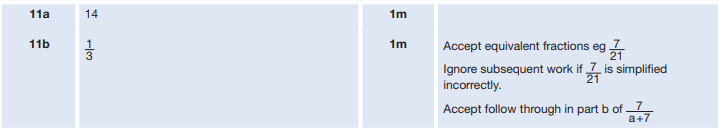 11a 14 1m
11b 1/3 1m Accept equivalent fractions eg 7/21
Ignore subsequent work if 7/21 is simplified
incorrectly.
Accept follow through in part b of 7/a+7